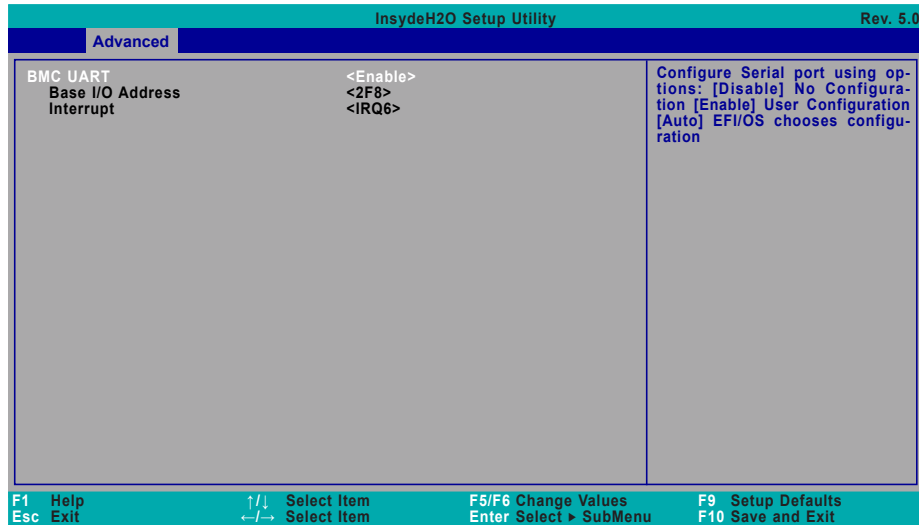 InsydeH2O Setup Utility Rev. 5.0
Advanced
BMC UART <Enable>
Base I/O Address <2F8>
Interrupt <IRQ6>
Configure Serial port using op-
tions: [Disable] No Configura-
tion [Enable] User Configuration
[Auto] EFI/OS chooses configu-
ration
F1 Help ↑/↓ Select Item F5/F6 Change Values F9 Setup Defaults
Esc Exit ←/→ Select Item Enter Select ▶ SubMenu F10 Save and Exit